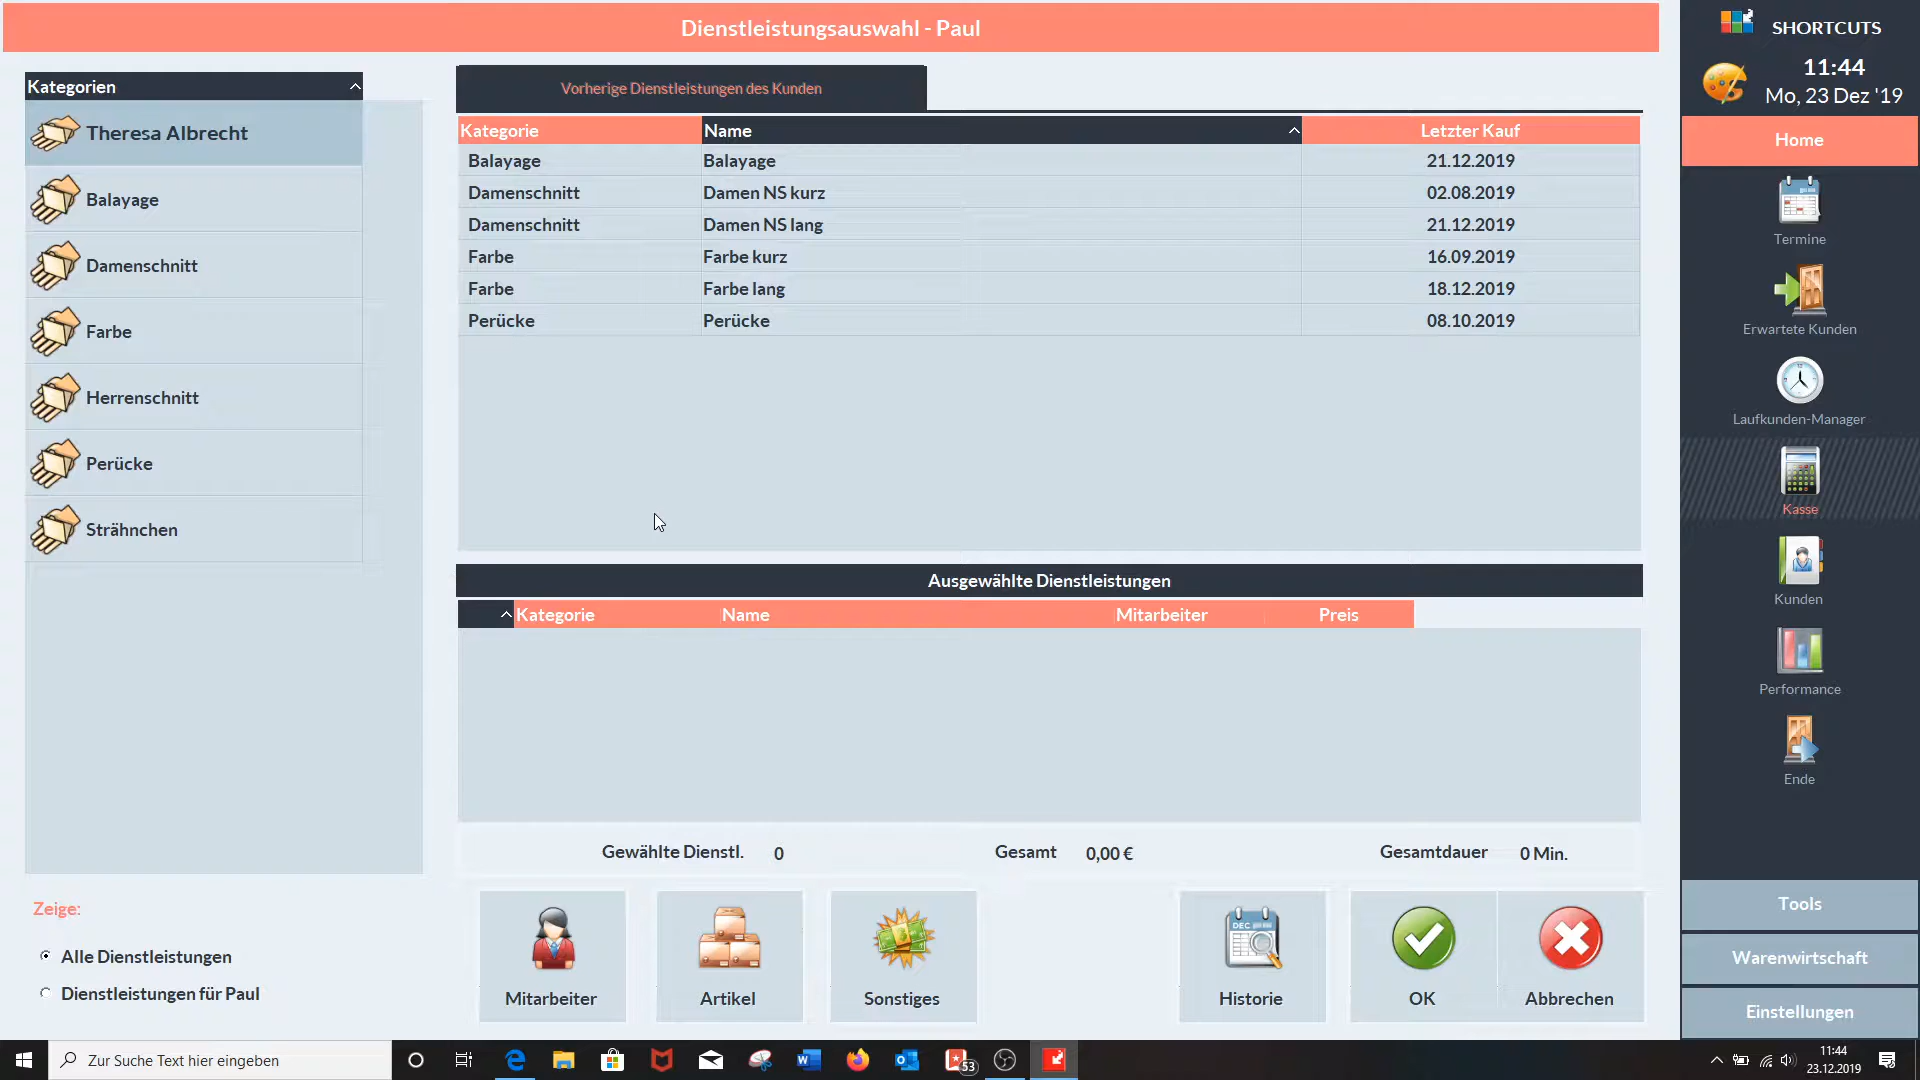 Dienstleistungsauswahl - Paul
Kategorien
Theresa Albrecht
Balayage
Damenschnitt
Farbe
Herrenschnitt
Perücke
Strähnchen
Zeige:
Alle Dienstleistungen
Dienstleistungen für Paul
Vorherige Dienstleistungen des Kunden
Kategorie Name Letzter Kauf
Balayage Balayage 21.12.2019
Damenschnitt Damen NS kurz 02.08.2019
Damenschnitt Damen NS lang 21.12.2019
Farbe Farbe kurz 16.09.2019
Farbe Farbe lang 18.12.2019
Perücke Perücke 08.10.2019
Ausgewählte Dienstleistungen
Kategorie Name Mitarbeiter Preis
Gewählte Dienstl. 0 Gesamt 0,00 € Gesamtdauer 0 Min.
Mitarbeiter
Artikel
Sonstiges
DEC
Historie
OK
Abbrechen
SHORTCUTS
11:44
Mo, 23 Dez '19
Home
Termine
Erwartete Kunden
Laufkunden-Manager
Kasse
Kunden
Performance
Ende
Tools
Warenwirtschaft
Einstellungen
Zur Suche Text hier eingeben
53
11:44
23.12.2019